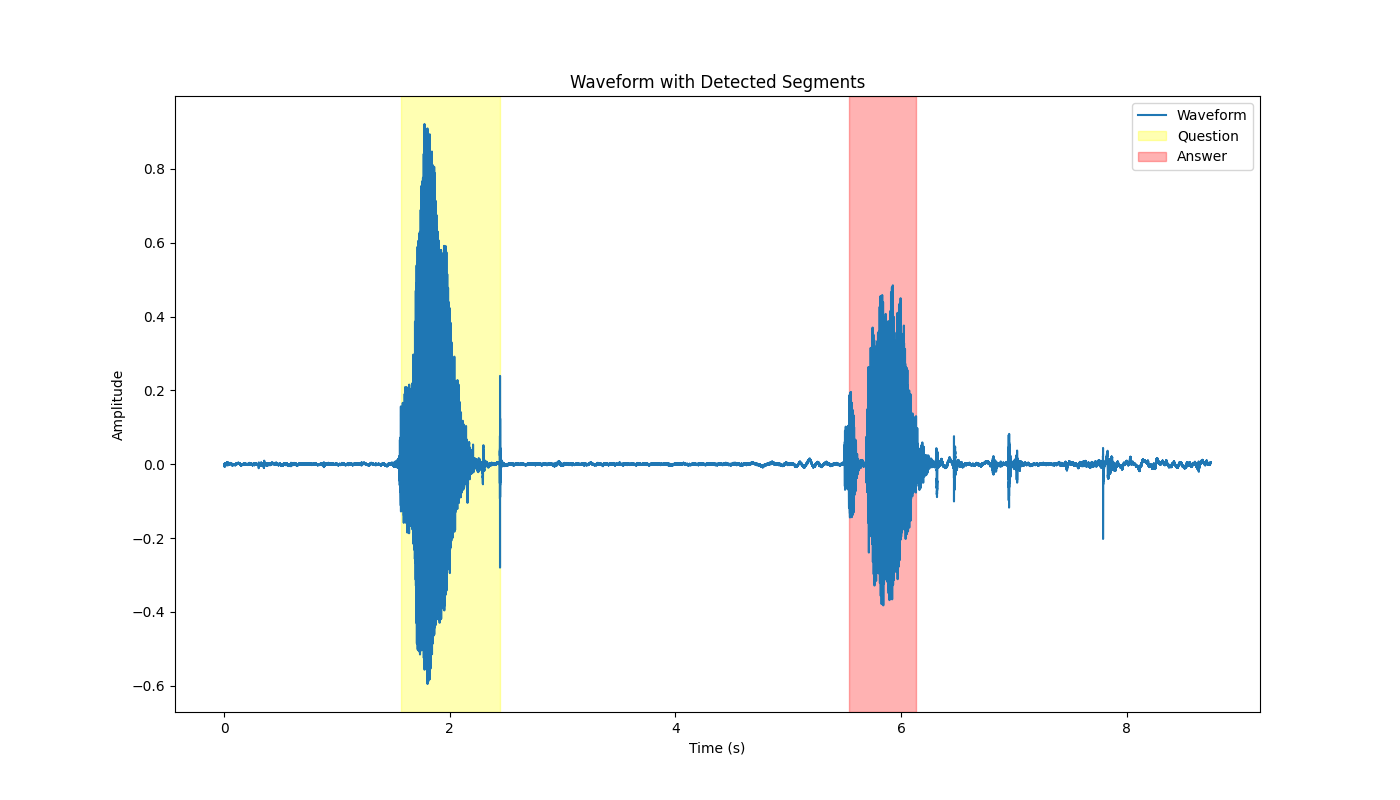 Waveform with Detected Segments
Waveform
Question
Answer
0.8
0.6
0.4
0.2
0.0
−0.2
−0.4
−0.6
Amplitude
0 2 4 6 8
Time (s)